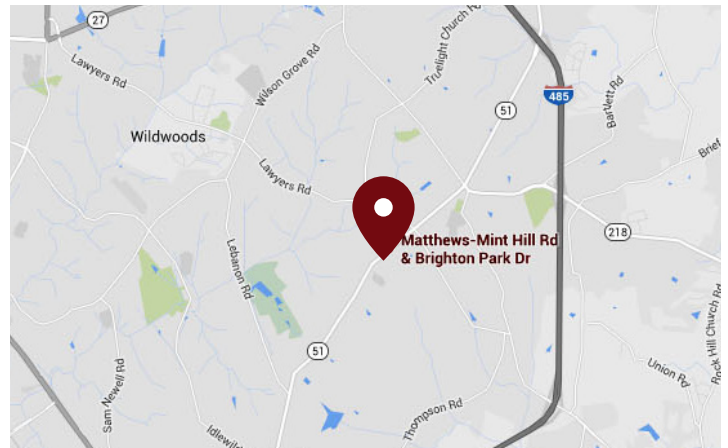 27
Lawyers Rd
Wilson Grove Rd
Truelight Church Rd
485
51
Bartlett Rd
Wildwoods
Brief
Lawyers Rd
Matthews-Mint Hill Rd
& Brighton Park Dr
218
Lebanon Rd
Rock Hill Church Rd
51
Union Rd
Sam Newell Rd
Idlewild
Thompson Rd